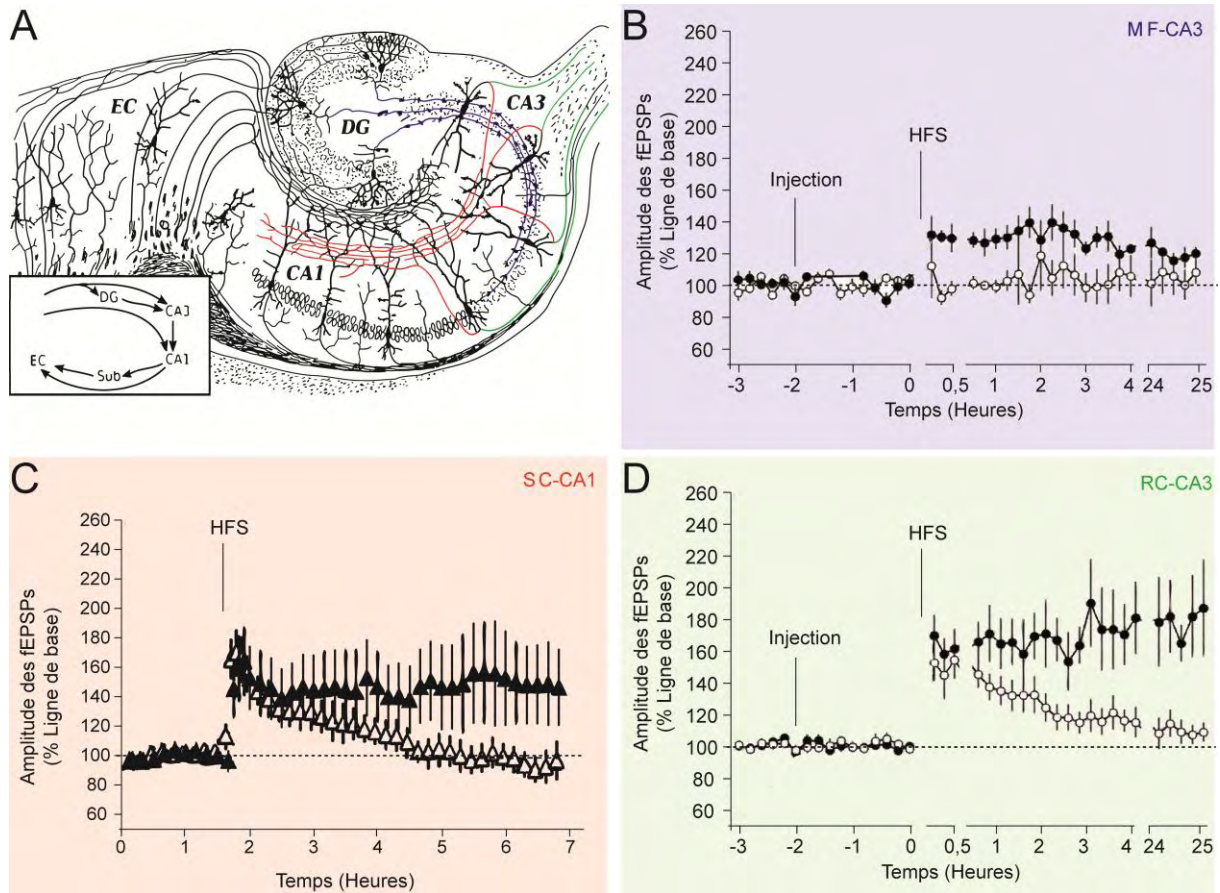 A
EC
DG
CA3
CA1
DG
CA3
EC
Sub
CA1
B
MF-CA3
Amplitude des fEPSPs
(% Ligne de base)
260
240
220
200
180
160
140
120
100
80
60
Injection
HFS
-3 -2 -1 0 0,5 1 2 3 4 24 25
Temps (Heures)
C
SC-CA1
Amplitude des fEPSPs
(% Ligne de base)
260
240
220
200
180
160
140
120
100
80
60
HFS
0 1 2 3 4 5 6 7
Temps (Heures)
D
RC-CA3
Amplitude des fEPSPs
(% Ligne de base)
260
240
220
200
180
160
140
120
100
80
60
Injection
HFS
-3 -2 -1 0 0,5 1 2 3 4 24 25
Temps (Heures)